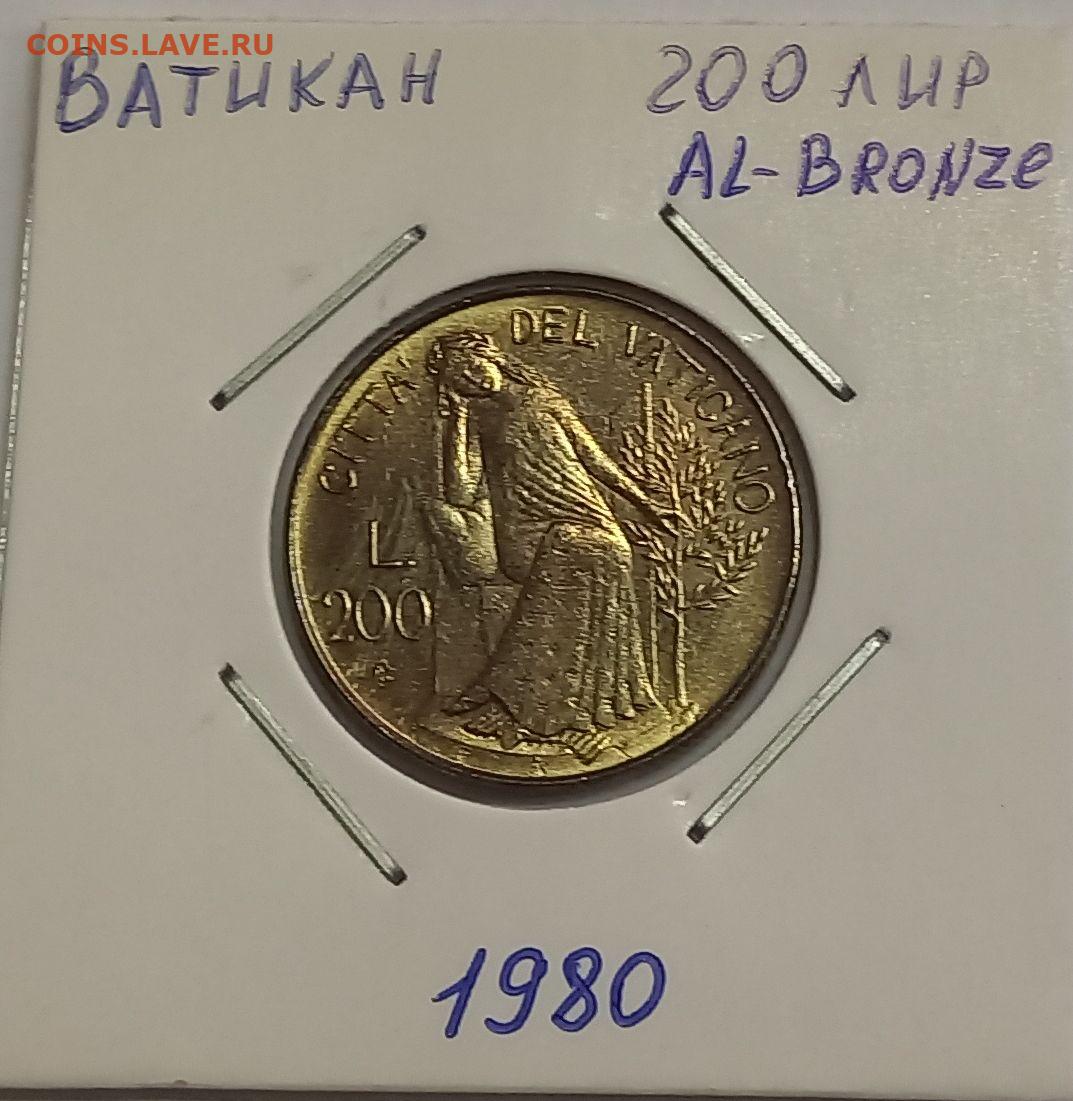 COINS.LAVE.RU
ВАТИКАН 200 ЛИР
AL-BRONZE
CITTA' DEL VATICANO
L.
200
1980